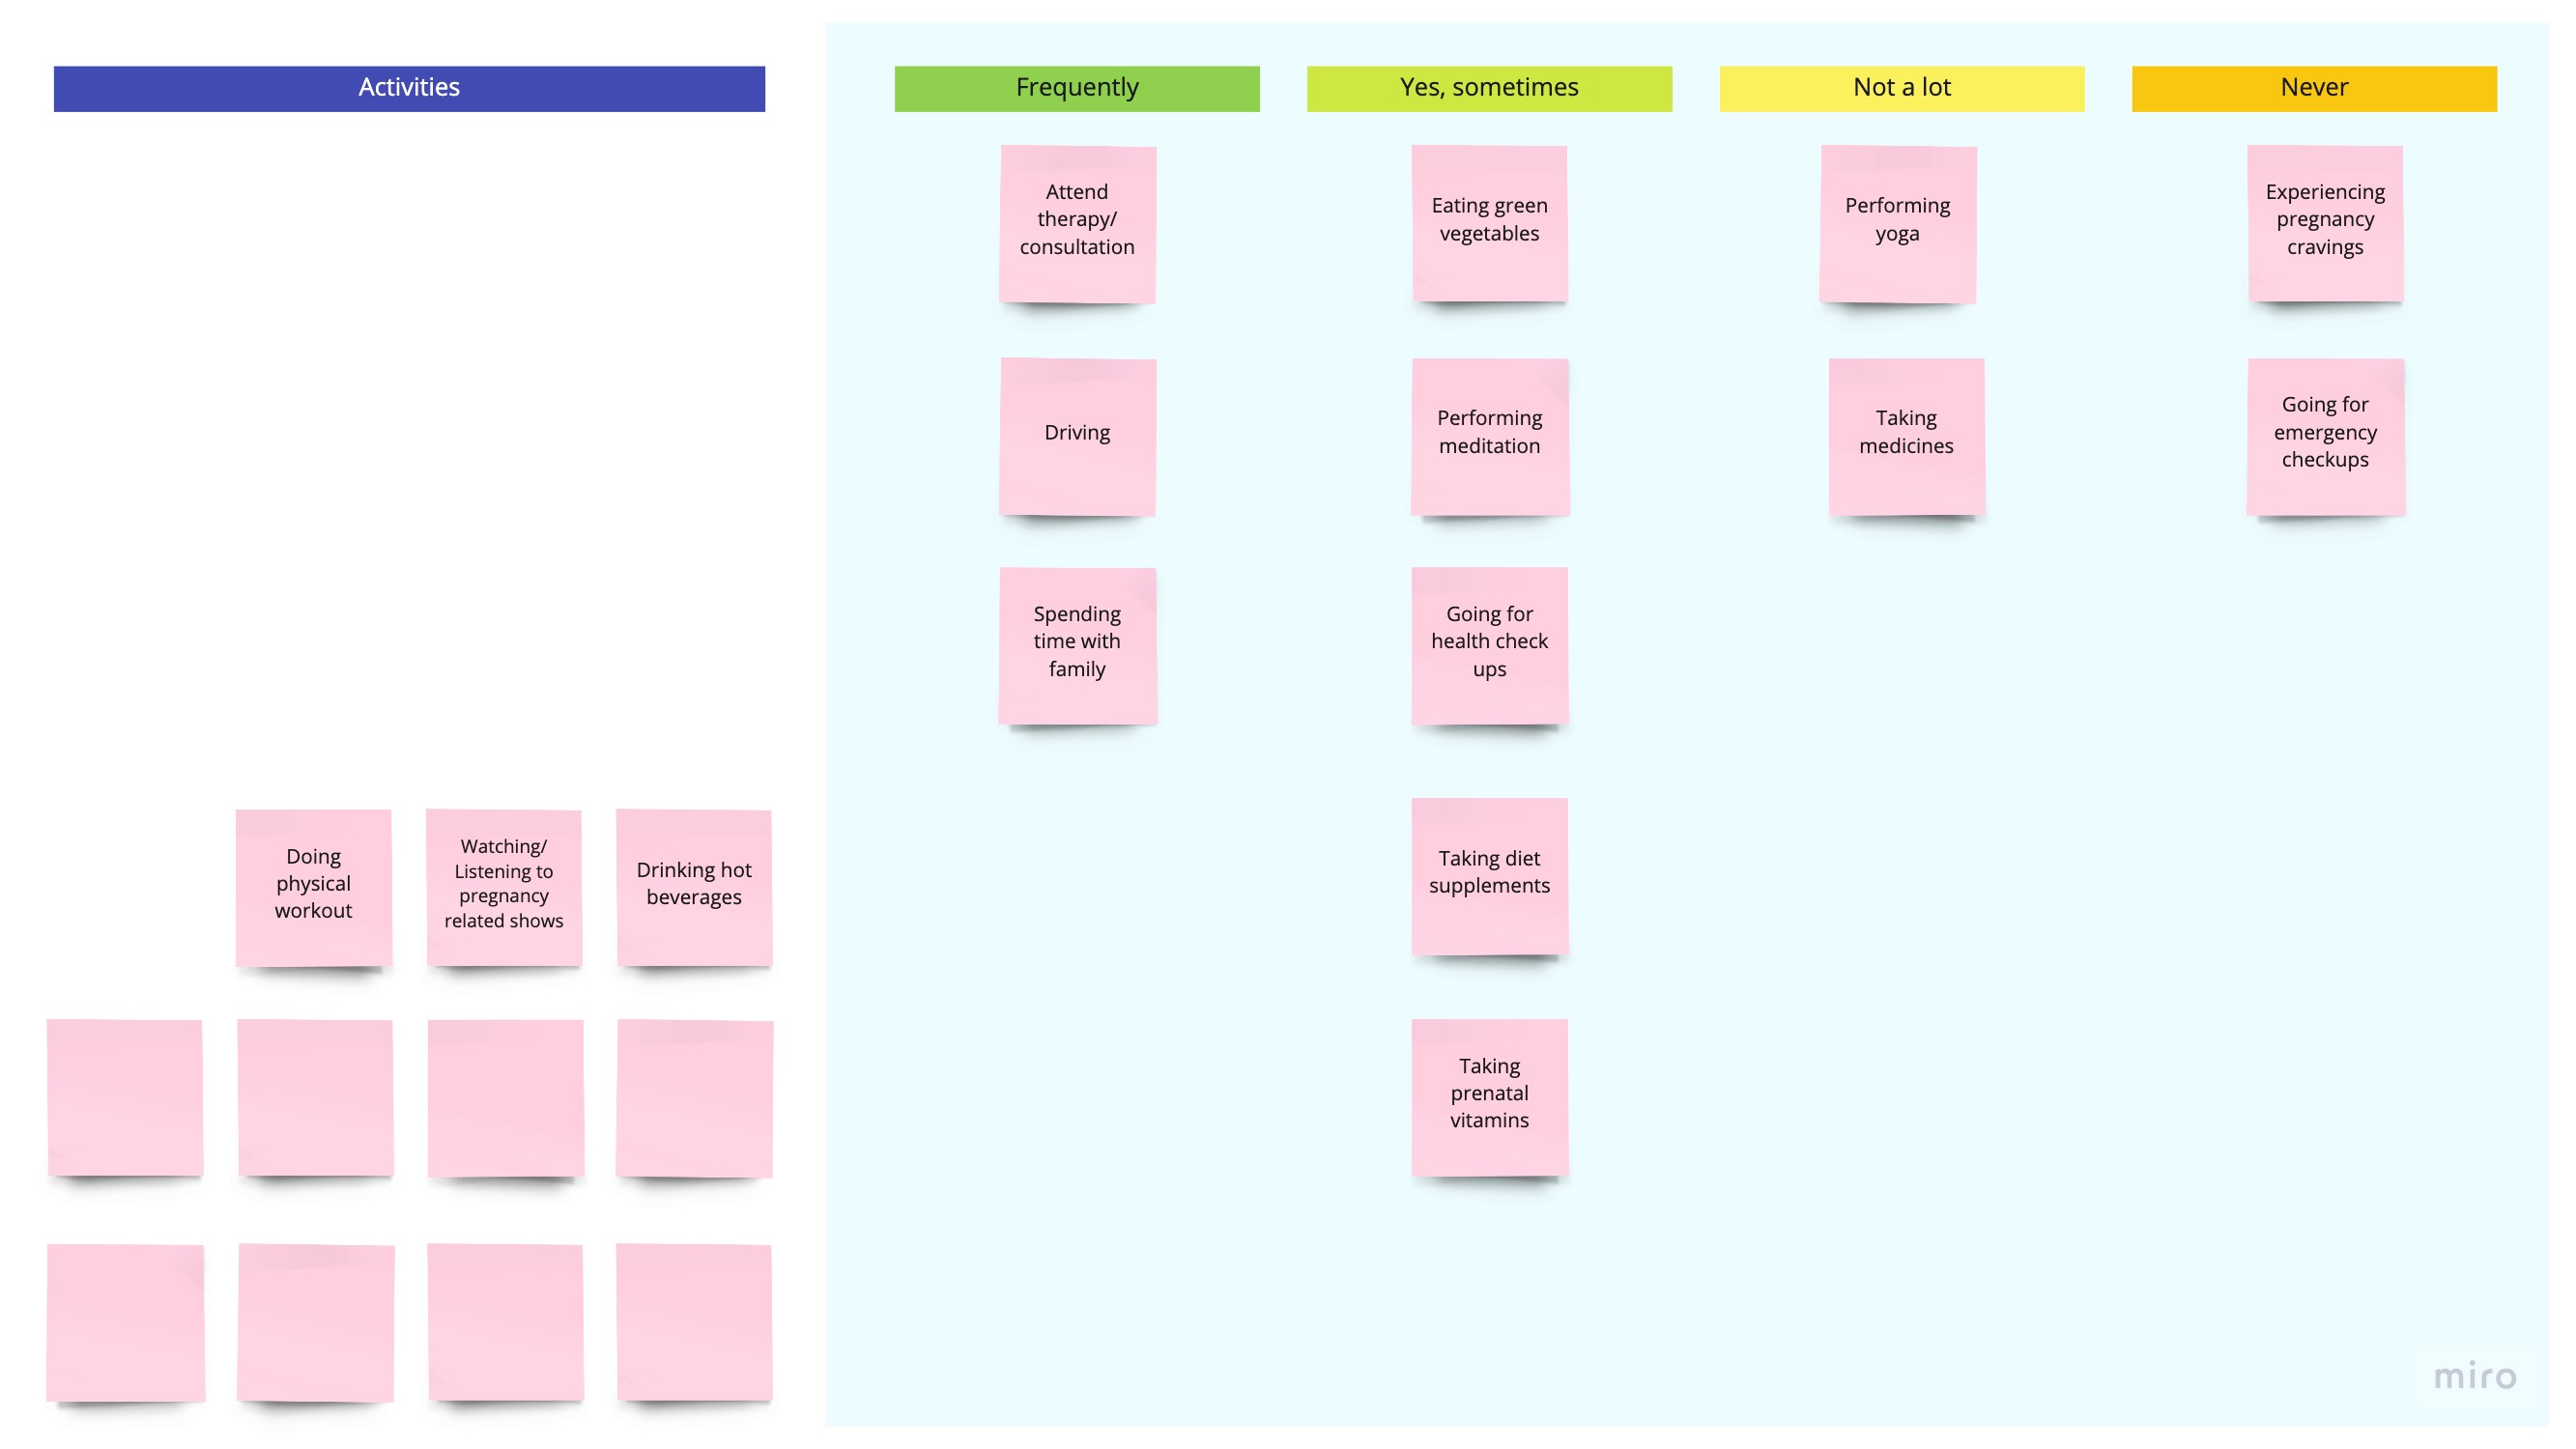 Activities
Frequently
Yes, sometimes
Not a lot
Never
Attend
therapy/
consultation
Eating green
vegetables
Performing
yoga
Experiencing
pregnancy
cravings
Driving
Performing
meditation
Taking
medicines
Going for
emergency
checkups
Spending
time with
family
Going for
health check
ups
Doing
physical
workout
Watching/
Listening to
pregnancy
related shows
Drinking hot
beverages
Taking diet
supplements
Taking
prenatal
vitamins
miro